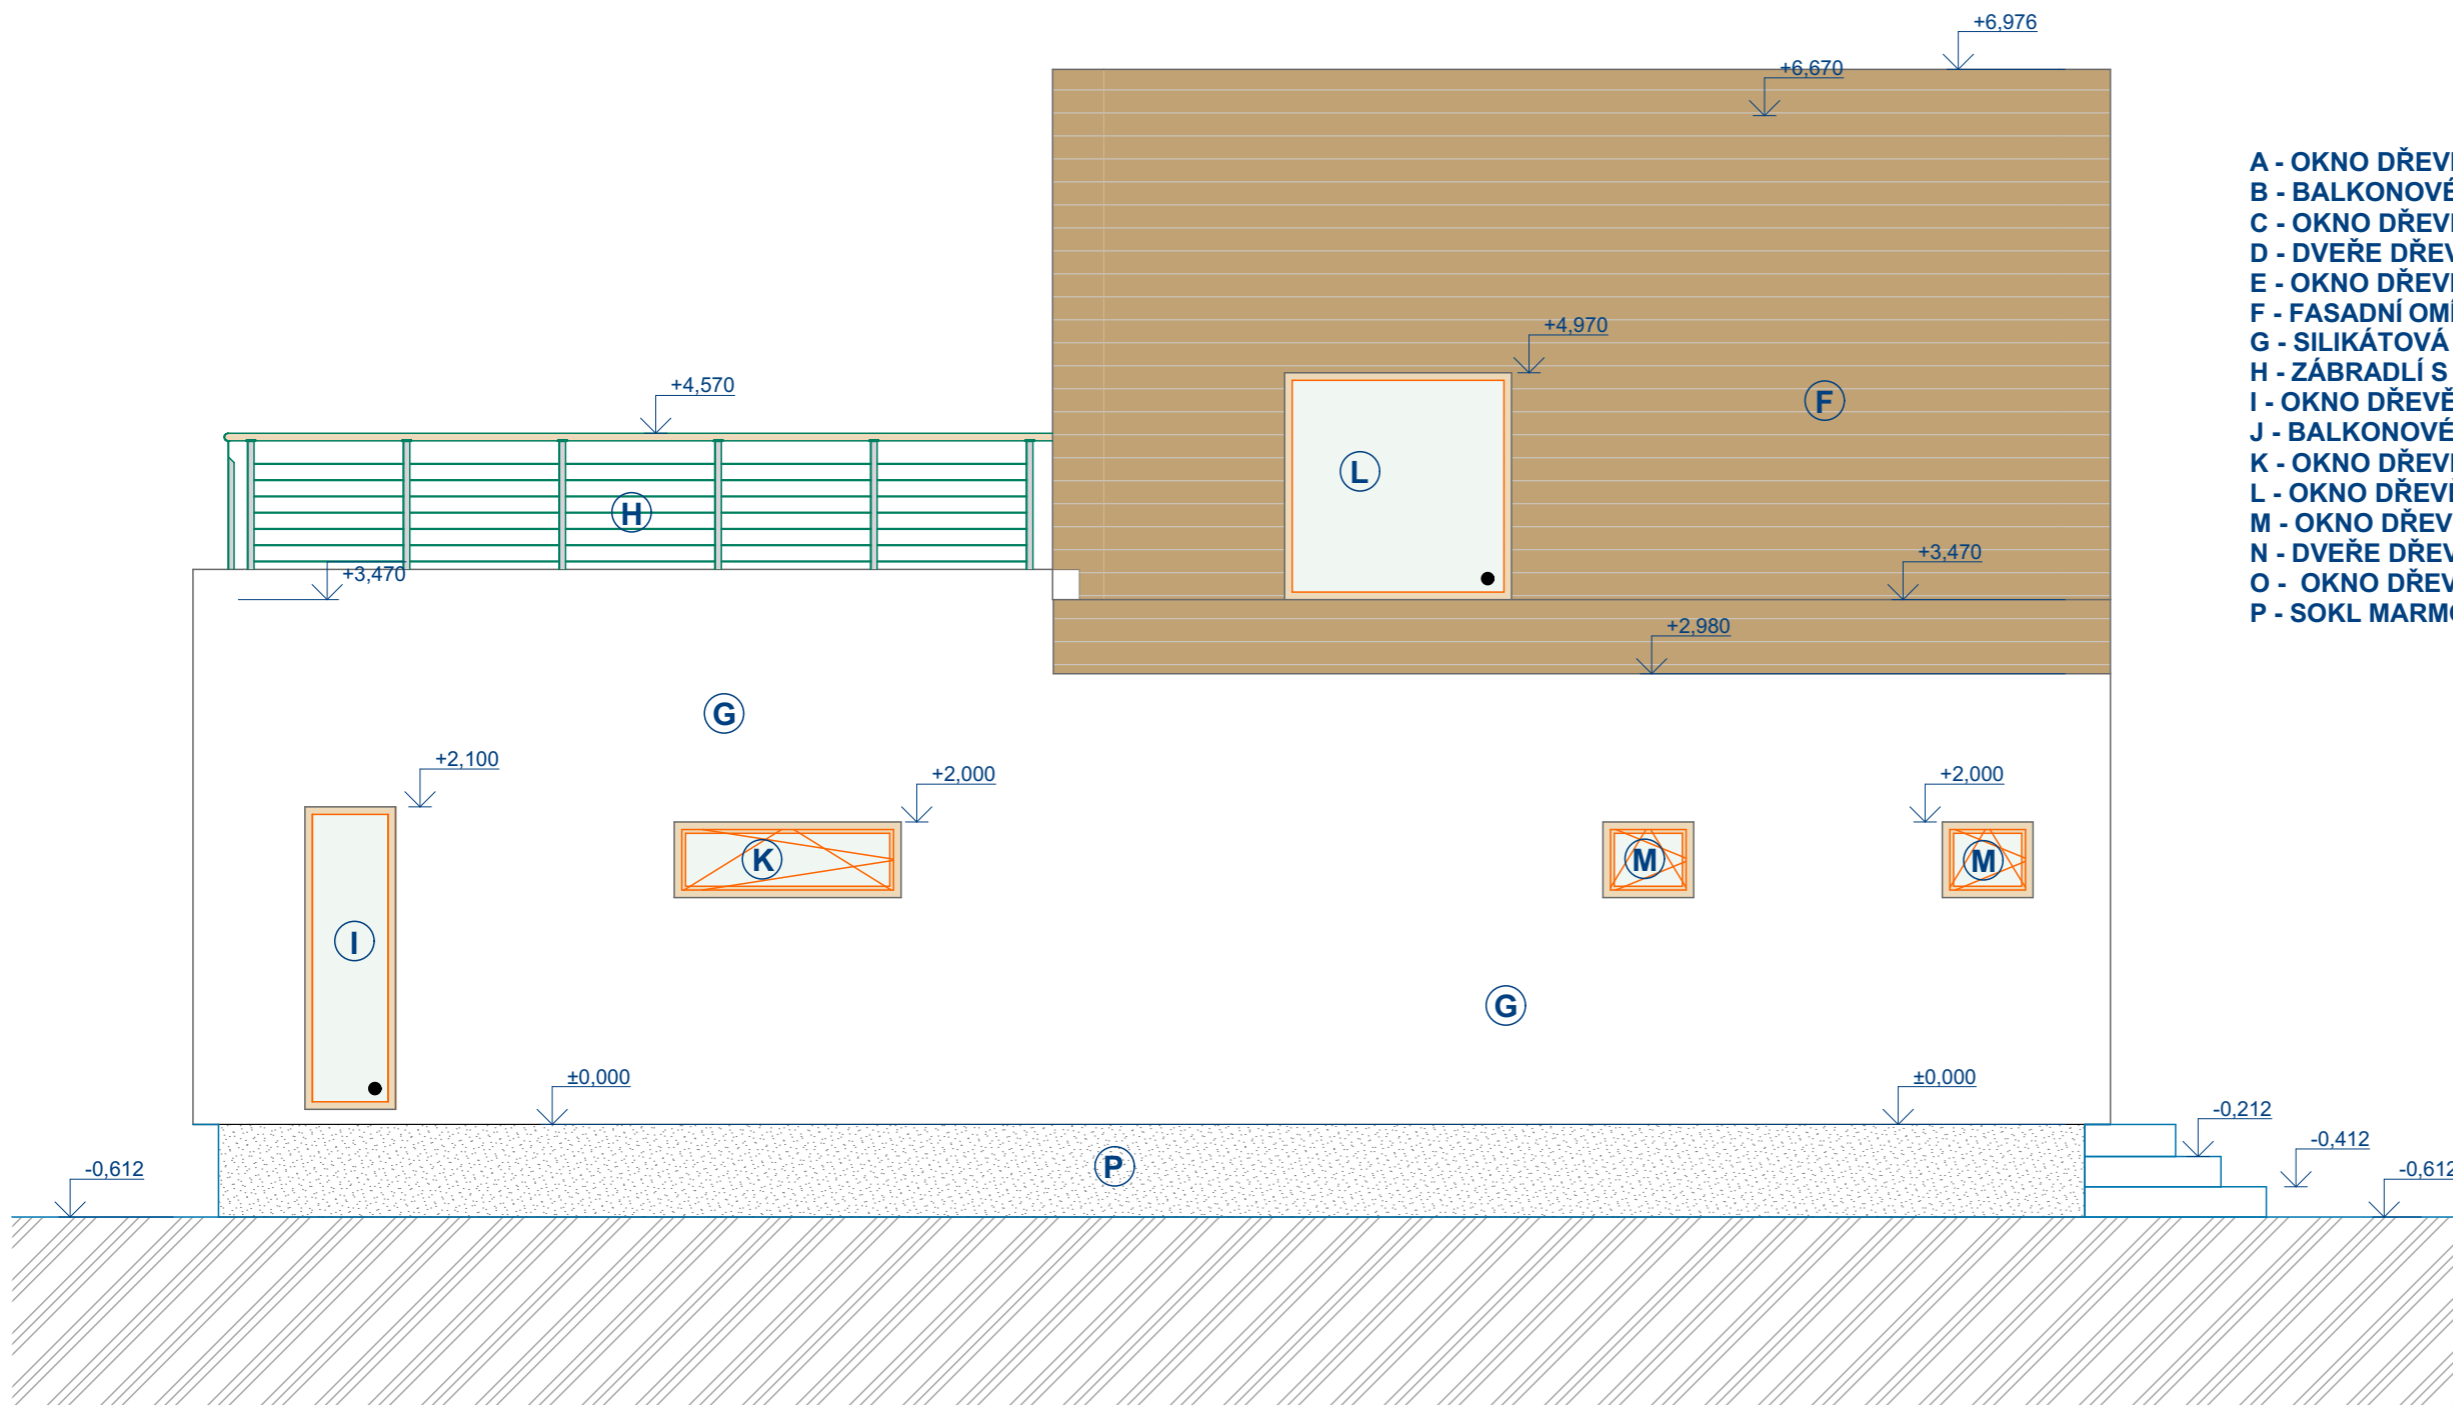 +6,976
+6,670
A - OKNO DŘEV
B - BALKONOVÉ
C - OKNO DŘEV
D - DVEŘE DŘEV
E - OKNO DŘEV
F - FASADNÍ OM
G - SILIKÁTOVÁ
H - ZÁBRADLÍ S
I - OKNO DŘEVĚ
J - BALKONOVÉ
K - OKNO DŘEV
L - OKNO DŘEV
M - OKNO DŘEV
N - DVEŘE DŘEV
O - OKNO DŘEV
P - SOKL MARM
+4,970
+4,570
F
L
H
+3,470
+3,470
+2,980
G
+2,100
+2,000
+2,000
K
M
M
I
G
±0,000
±0,000
-0,212
-0,412
-0,612
P
-0,612